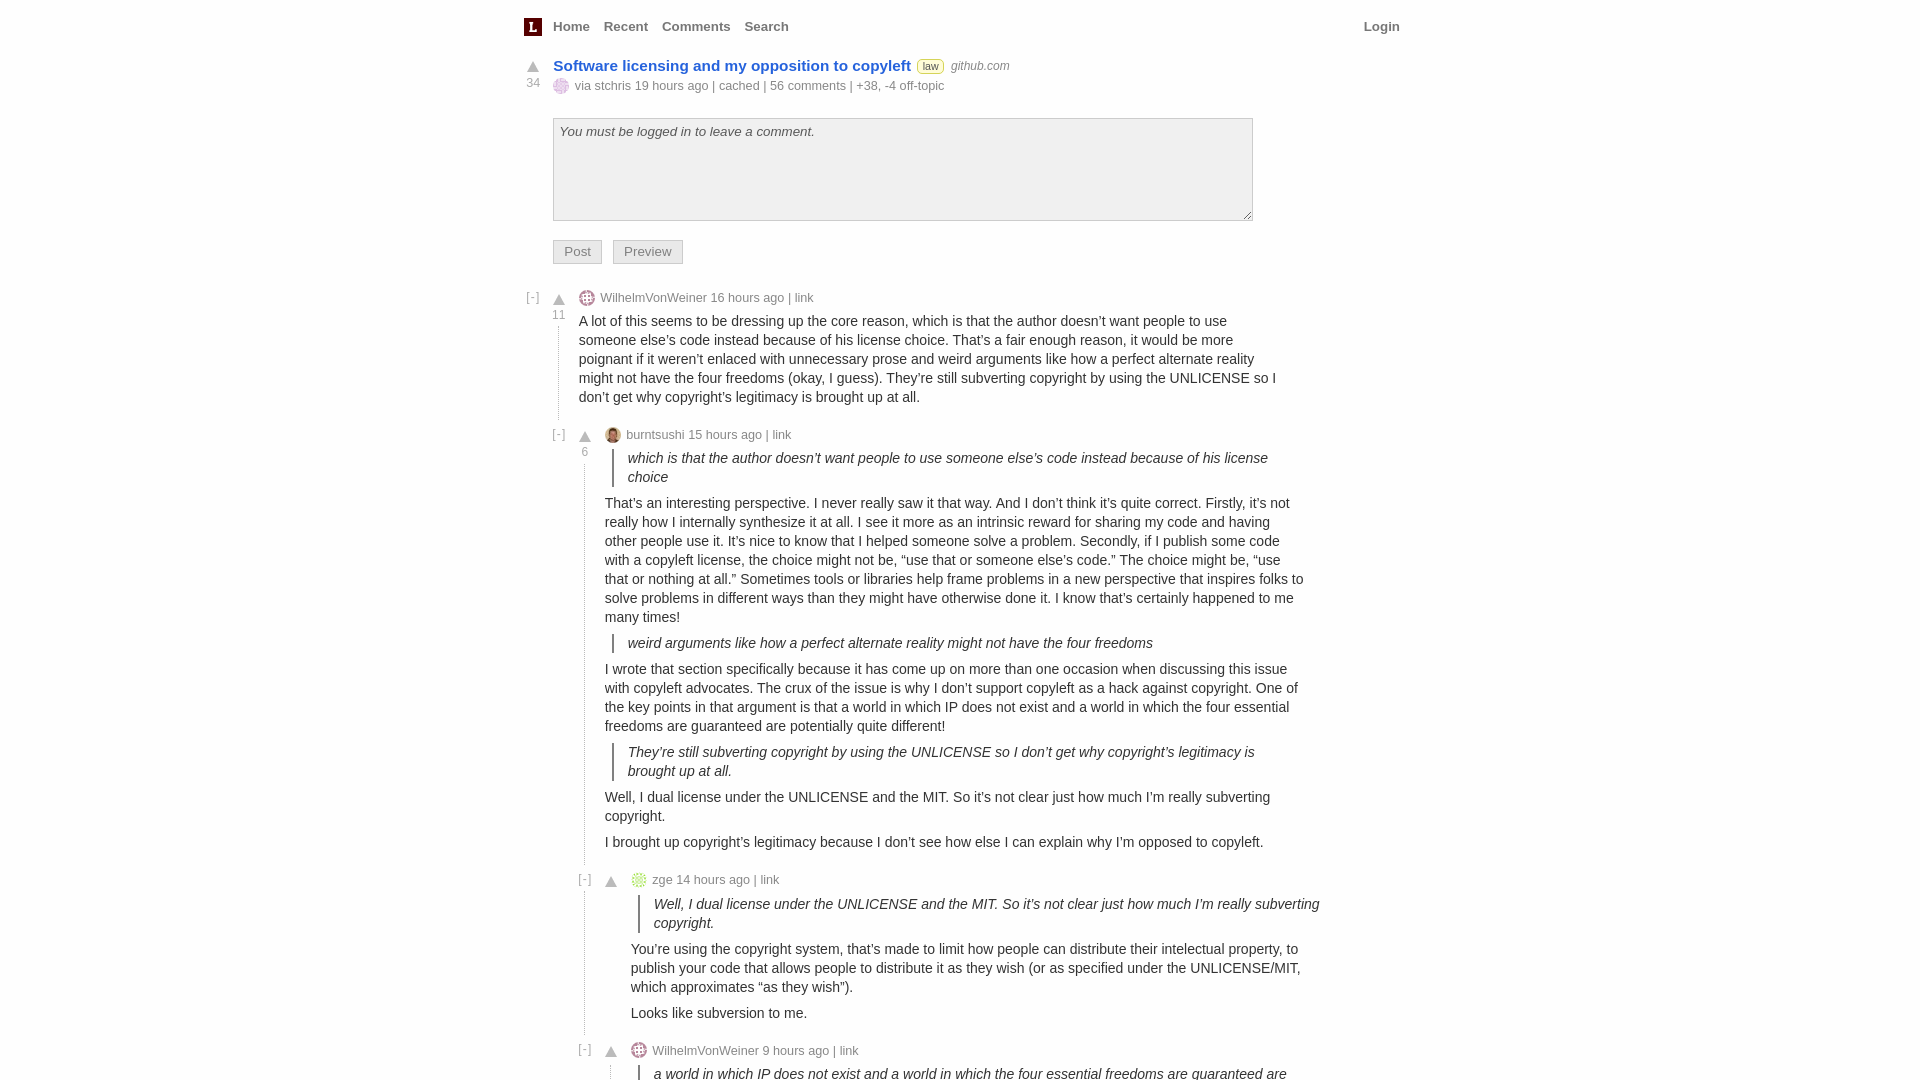 L Home Recent Comments Search Login
Software licensing and my opposition to copyleft law github.com
34
via stchris 19 hours ago | cached | 56 comments | +38, -4 off-topic
You must be logged in to leave a comment.
Post Preview
[-] WilhelmVonWeiner 16 hours ago | link
11
A lot of this seems to be dressing up the core reason, which is that the author doesn’t want people to use
someone else’s code instead because of his license choice. That’s a fair enough reason, it would be more
poignant if it weren’t enlaced with unnecessary prose and weird arguments like how a perfect alternate reality
might not have the four freedoms (okay, I guess). They’re still subverting copyright by using the UNLICENSE so I
don’t get why copyright’s legitimacy is brought up at all.
[-] burntsushi 15 hours ago | link
6
which is that the author doesn’t want people to use someone else’s code instead because of his license
choice
That’s an interesting perspective. I never really saw it that way. And I don’t think it’s quite correct. Firstly, it’s not
really how I internally synthesize it at all. I see it more as an intrinsic reward for sharing my code and having
other people use it. It’s nice to know that I helped someone solve a problem. Secondly, if I publish some code
with a copyleft license, the choice might not be, “use that or someone else’s code.” The choice might be, “use
that or nothing at all.” Sometimes tools or libraries help frame problems in a new perspective that inspires folks to
solve problems in different ways than they might have otherwise done it. I know that’s certainly happened to me
many times!
weird arguments like how a perfect alternate reality might not have the four freedoms
I wrote that section specifically because it has come up on more than one occasion when discussing this issue
with copyleft advocates. The crux of the issue is why I don’t support copyleft as a hack against copyright. One of
the key points in that argument is that a world in which IP does not exist and a world in which the four essential
freedoms are guaranteed are potentially quite different!
They’re still subverting copyright by using the UNLICENSE so I don’t get why copyright’s legitimacy is
brought up at all.
Well, I dual license under the UNLICENSE and the MIT. So it’s not clear just how much I’m really subverting
copyright.
I brought up copyright’s legitimacy because I don’t see how else I can explain why I’m opposed to copyleft.
[-] zge 14 hours ago | link
Well, I dual license under the UNLICENSE and the MIT. So it’s not clear just how much I’m really subverting
copyright.
You’re using the copyright system, that’s made to limit how people can distribute their intelectual property, to
publish your code that allows people to distribute it as they wish (or as specified under the UNLICENSE/MIT,
which approximates “as they wish”).
Looks like subversion to me.
[-] WilhelmVonWeiner 9 hours ago | link
a world in which IP does not exist and a world in which the four essential freedoms are guaranteed are